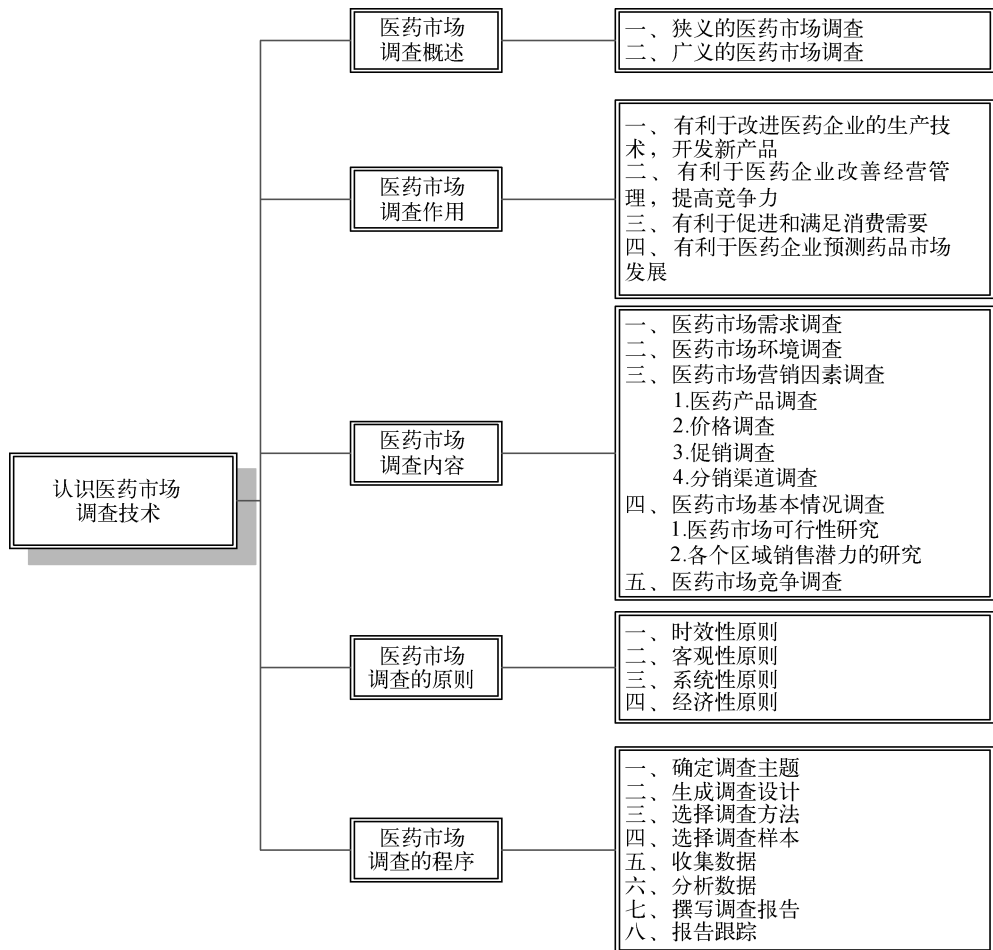 认识医药市场
调查技术
医药市场
调查概述
一、狭义的医药市场调查
二、广义的医药市场调查
医药市场
调查作用
一、有利于改进医药企业的生产技
术，开发新产品
二、有利于医药企业改善经营管
理，提高竞争力
三、有利于促进和满足消费需要
四、有利于医药企业预测药品市场
发展
医药市场
调查内容
一、医药市场需求调查
二、医药市场环境调查
三、医药市场营销因素调查
1.医药产品调查
2.价格调查
3.促销调查
4.分销渠道调查
四、医药市场基本情况调查
1.医药市场可行性研究
2.各个区域销售潜力的研究
五、医药市场竞争调查
医药市场
调查的原则
一、时效性原则
二、客观性原则
三、系统性原则
四、经济性原则
医药市场
调查的程序
一、确定调查主题
二、生成调查设计
三、选择调查方法
四、选择调查样本
五、收集数据
六、分析数据
七、撰写调查报告
八、报告跟踪